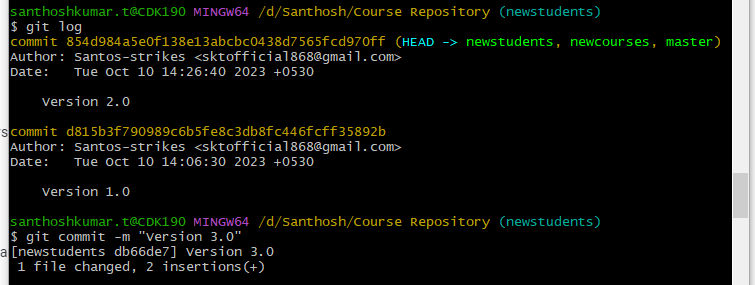 santhoshkumar.t@CDK190 MINGW64 /d/Santhosh/Course Repository (newstudents)
$ git log
commit 854d984a5e0f138e13abcbc0438d7565fcd970ff (HEAD -> newstudents, newcourses, master)
Author: Santos-strikes <sktofficial868@gmail.com>
Date:   Tue Oct 10 14:26:40 2023 +0530
    Version 2.0
commit d815b3f790989c6b5fe8c3db8fc446fcff35892b
Author: Santos-strikes <sktofficial868@gmail.com>
Date:   Tue Oct 10 14:06:30 2023 +0530
    Version 1.0
santhoshkumar.t@CDK190 MINGW64 /d/Santhosh/Course Repository (newstudents)
$ git commit -m "Version 3.0"
[newstudents db66de7] Version 3.0
 1 file changed, 2 insertions(+)